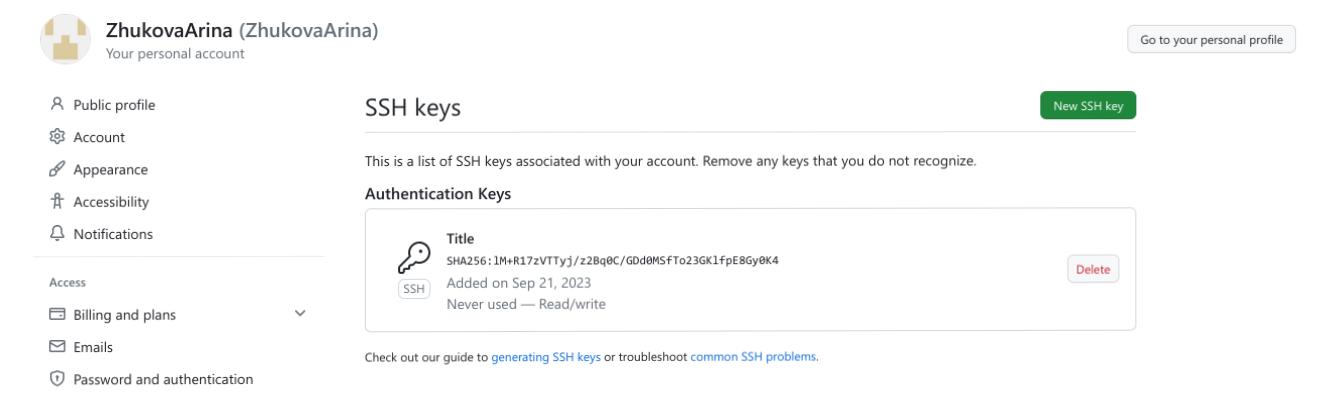 ZhukovaArina (ZhukovaArina)
Your personal account
Go to your personal profile
Public profile
Account
Appearance
Accessibility
Notifications
Access
Billing and plans
Emails
Password and authentication
SSH keys
New SSH key
This is a list of SSH keys associated with your account. Remove any keys that you do not recognize.
Authentication Keys
Title
SHA256:lM+R17zVTTyj/z2Bq0C/GDd0MSfTo23GKlfpE8Gy0K4
SSH
Added on Sep 21, 2023
Never used — Read/write
Delete
Check out our guide to generating SSH keys or troubleshoot common SSH problems.